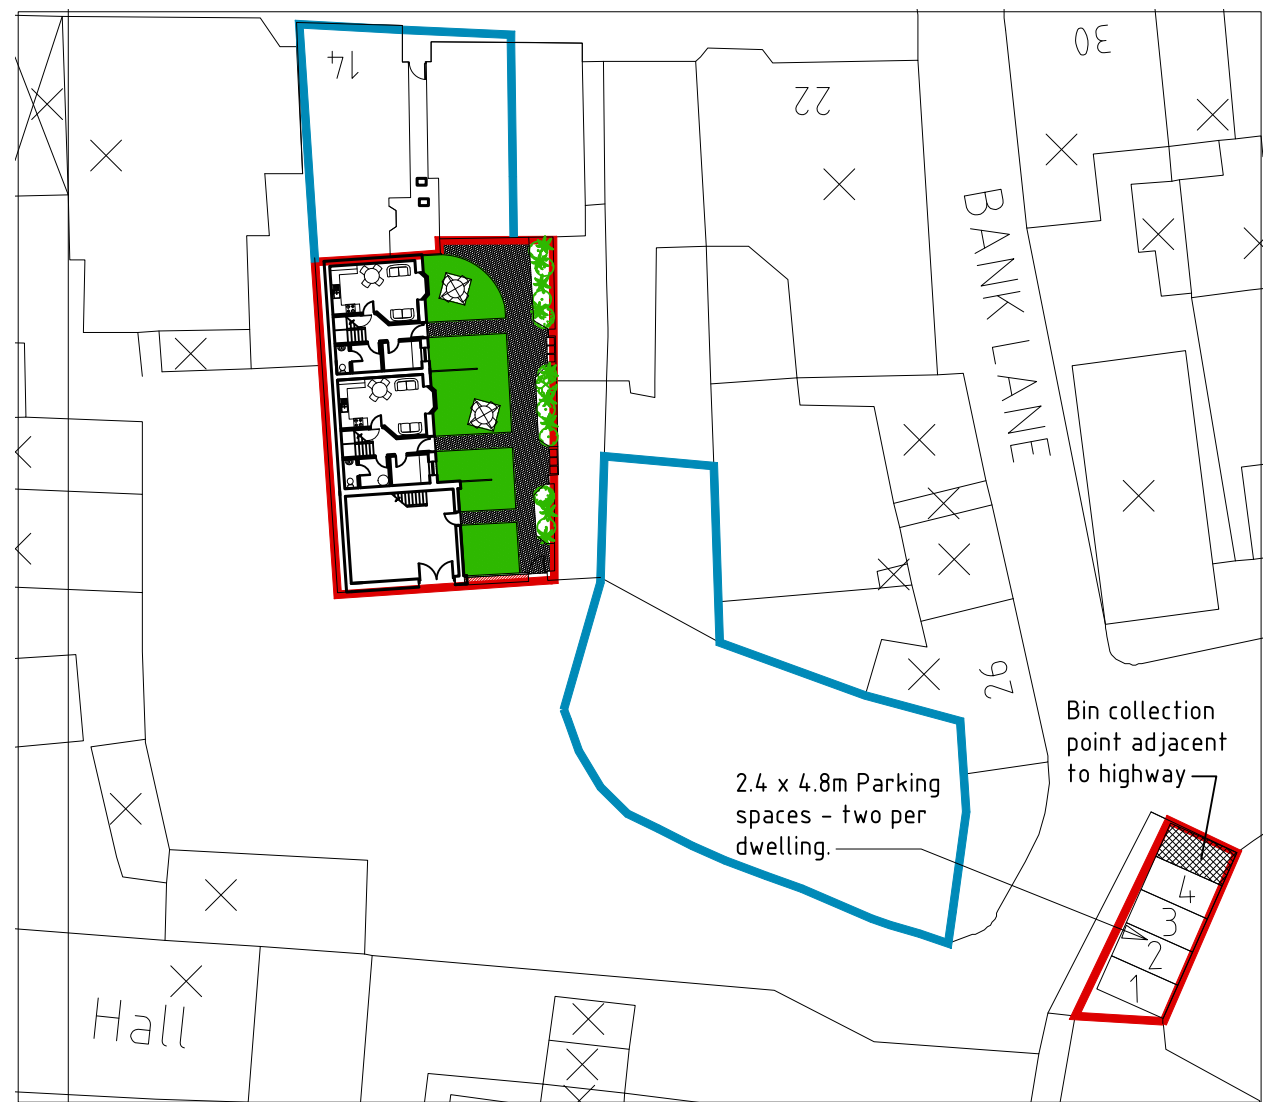 14
22
30
BANK LANE
26
Bin collection
point adjacent
to highway
2.4 x 4.8m Parking
spaces – two per
dwelling.
4
3
2
1
Hall